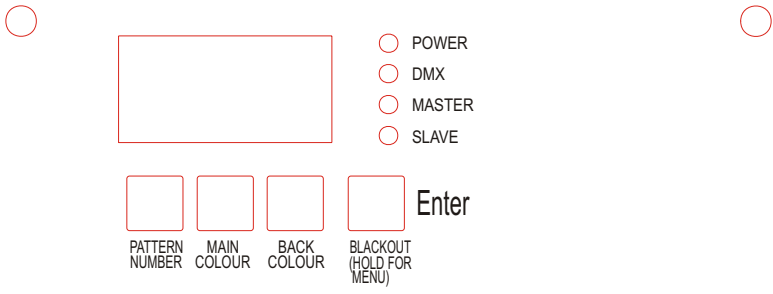 POWER
DMX
MASTER
SLAVE
Enter
PATTERN
NUMBER
MAIN
COLOUR
BACK
COLOUR
BLACKOUT
(HOLD FOR
MENU)